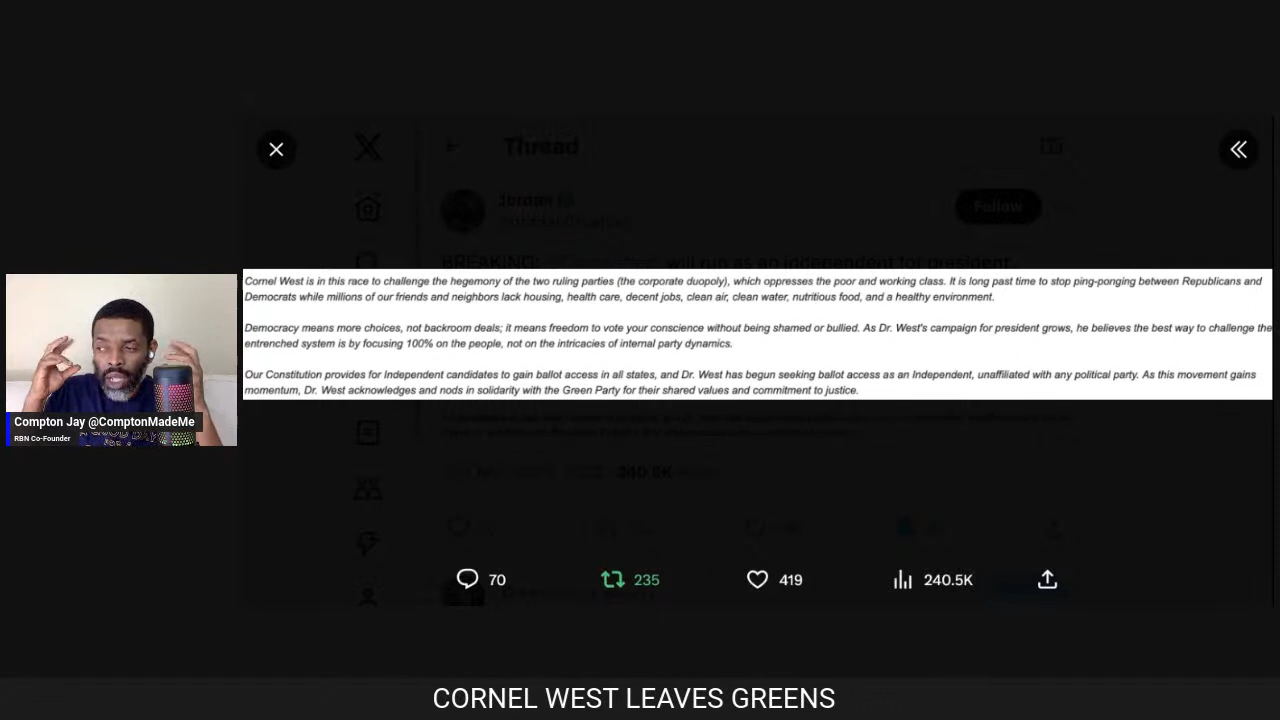 Thread
Jordan
Follow
BREAKING: will run as an independent for president.
Cornel West is in this race to challenge the hegemony of the two ruling parties (the corporate duopoly), which oppresses the poor and working class. It is long past time to stop ping-ponging between Republicans and
Democrats while millions of our friends and neighbors lack housing, health care, decent jobs, clean air, clean water, nutritious food, and a healthy environment.
Democracy means more choices, not backroom deals; it means freedom to vote your conscience without being shamed or bullied. As Dr. West's campaign for president grows, he believes the best way to challenge the
entrenched system is by focusing 100% on the people, not on the intricacies of internal party dynamics.
Our Constitution provides for Independent candidates to gain ballot access in all states, and Dr. West has begun seeking ballot access as an Independent, unaffiliated with any political party. As this movement gains
momentum, Dr. West acknowledges and nods in solidarity with the Green Party for their shared values and commitment to justice.
Compton Jay @ComptonMadeMe
RBN Co-Founder
240.5K
70 235 419 240.5K
CORNEL WEST LEAVES GREENS